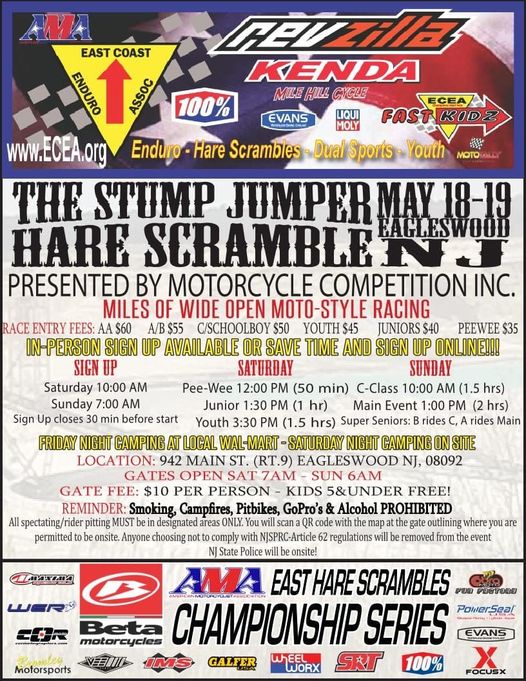 AMA
EAST COAST
ENDURO
ASSOC
www.ECEA.org
REVZILLA
KENDA
MILE HILL CYCLE
100%
EVANS
LIQUI
MOLY
ECEA
FAST KIDZ
Enduro - Hare Scrambles - Dual Sports - Youth
THE STUMP JUMPER
HARE SCRAMBLE
MAY 18-19
EAGLESWOOD
NJ
PRESENTED BY MOTORCYCLE COMPETITION INC.
MILES OF WIDE OPEN MOTO-STYLE RACING
RACE ENTRY FEES: AA $60 A/B $55 C/SCHOOLBOY $50 YOUTH $45 JUNIORS $40 PEEWEE $35
IN-PERSON SIGN UP AVAILABLE OR SAVE TIME AND SIGN UP ONLINE!!!
SIGN UP
Saturday 10:00 AM
Sunday 7:00 AM
Sign Up closes 30 min before start
SATURDAY
Pee-Wee 12:00 PM (50 min)
Junior 1:30 PM (1 hr)
Youth 3:30 PM (1.5 hrs)
SUNDAY
C-Class 10:00 AM (1.5 hrs)
Main Event 1:00 PM (2 hrs)
Super Seniors: B rides C, A rides Main
FRIDAY NIGHT CAMPING AT LOCAL WAL-MART - SATURDAY NIGHT CAMPING ON SITE
LOCATION: 942 MAIN ST. (RT.9) EAGLESWOOD NJ, 08092
GATES OPEN SAT 7AM - SUN 6AM
GATE FEE: $10 PER PERSON - KIDS 5&UNDER FREE!
REMINDER: Smoking, Campfires, Pitbikes, GoPro's & Alcohol PROHIBITED
All spectating/rider pitting MUST be in designated areas ONLY. You will scan a QR code with the map at the gate outlining where you are
permitted to be onsite. Anyone choosing not to comply with NJSPRC-Article 62 regulations will be removed from the event
NJ State Police will be onsite!
MAXIMA
WER
Motorsports
B
Beta
motorcycles
AMA
AMERICAN MOTORCYCLIST ASSOCIATION
EAST HARE SCRAMBLES
CHAMPIONSHIP SERIES
FUN FACTORY
PowerSeal
USA
EVANS
IMS
GALFER
WHEEL
WORX
SRT
100%
X
FOCUSX